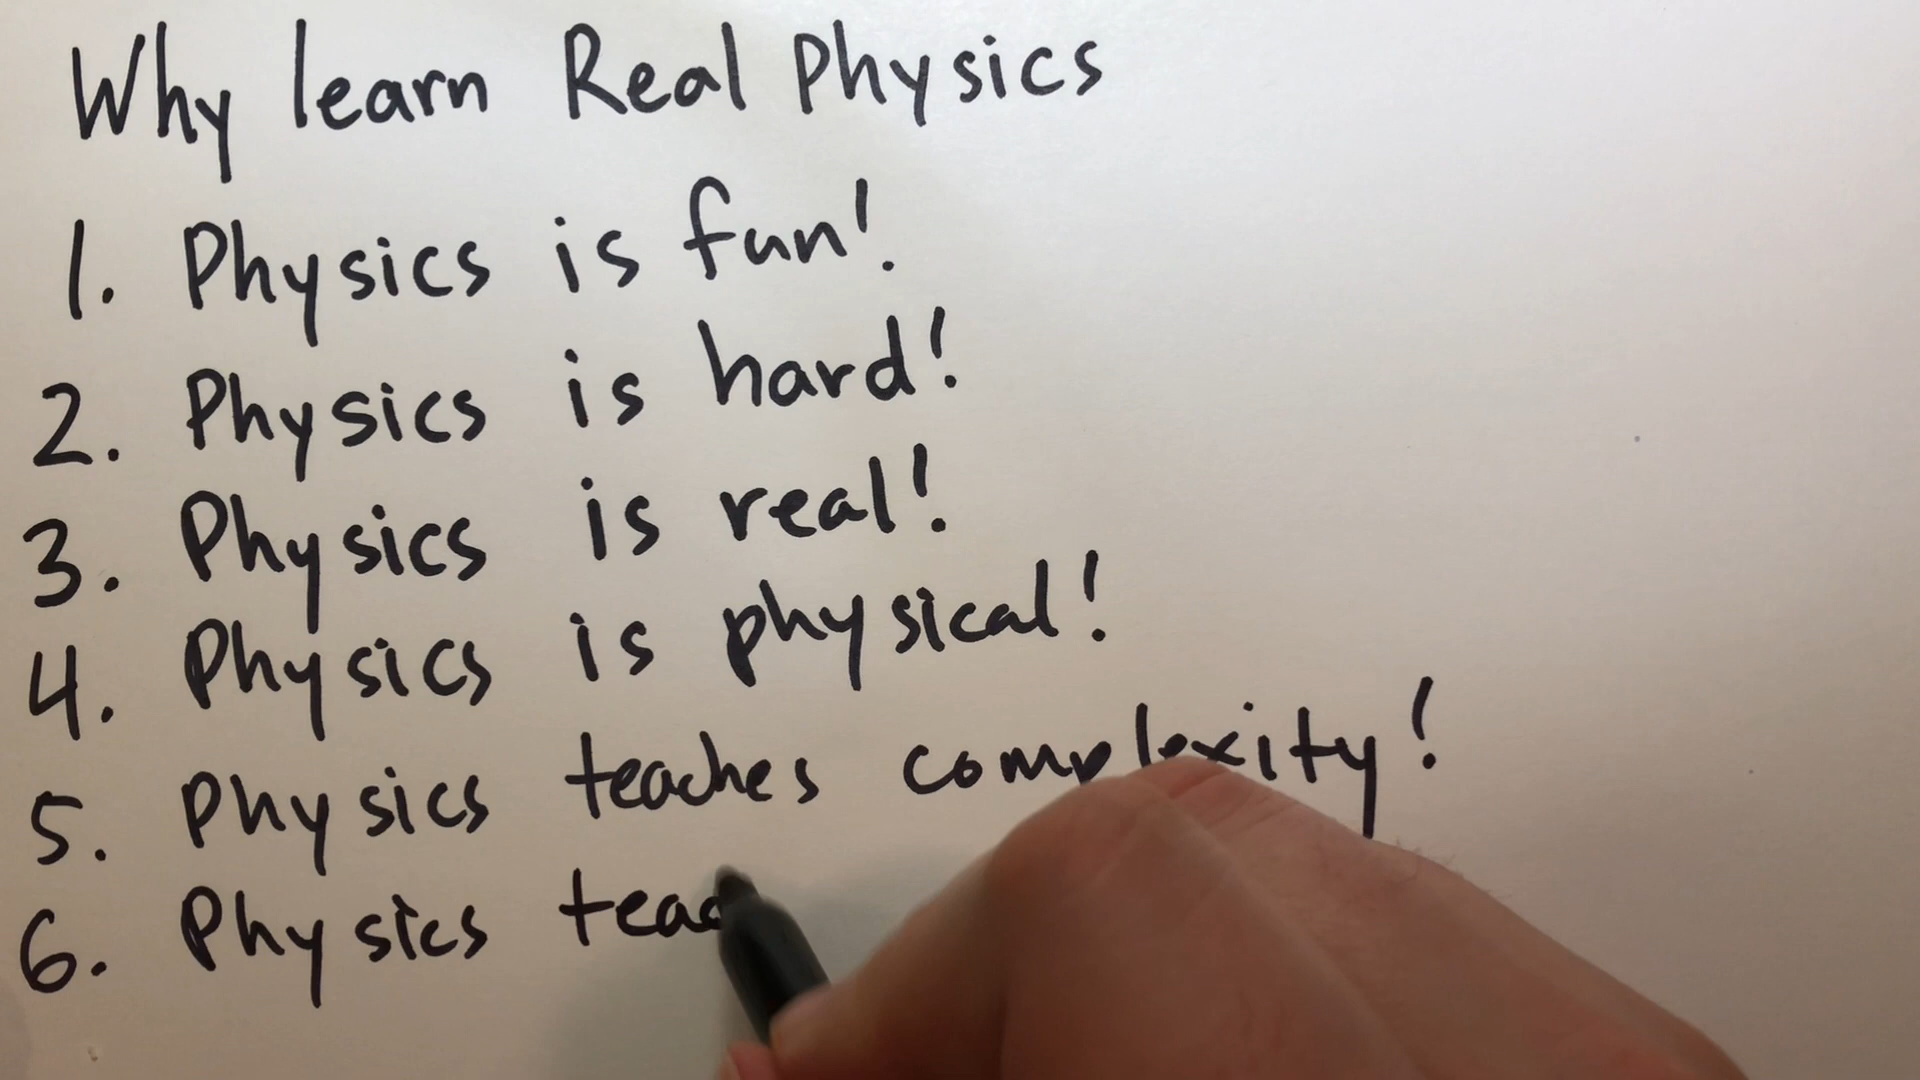 Why learn Real Physics
1. Physics is fun!
2. Physics is hard!
3. Physics is real!
4. Physics is physical!
5. Physics teaches complexity!
6. Physics teac